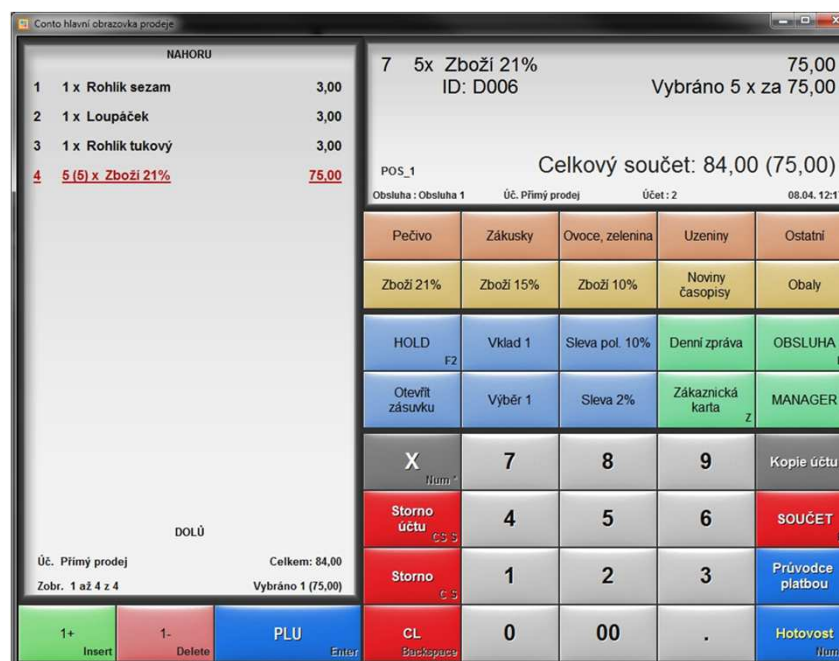 Conto hlavní obrazovka prodeje
NAHORU
1 1 x Rohlík sezam 3,00
2 1 x Loupáček 3,00
3 1 x Rohlík tukový 3,00
4 5 (5) x Zboží 21% 75,00
DOLŮ
Úč. Přímý prodej Celkem: 84,00
Zobr. 1 až 4 z 4 Vybráno 1 (75,00)
1+ Insert
1- Delete
PLU Enter
7 5x Zboží 21% 75,00
ID: D006 Vybráno 5 x za 75,00
POS_1 Celkový součet: 84,00 (75,00)
Obsluha : Obsluha 1 Úč. Přímý prodej Účet : 2 08.04. 12:1
Pečivo Zákusky Ovoce, zelenina Uzeniny Ostatní
Zboží 21% Zboží 15% Zboží 10% Noviny časopisy Obaly
HOLD F2 Vklad 1 Sleva pol. 10% Denní zpráva OBSLUHA
Otevřít zásuvku Výběr 1 Sleva 2% Zákaznická karta Z MANAGER
X Num * 7 8 9 Kopie účtu
Storno účtu CS S 4 5 6 SOUČET
Storno C S 1 2 3 Průvodce platbou
CL Backspace 0 00 . Hotovost Num